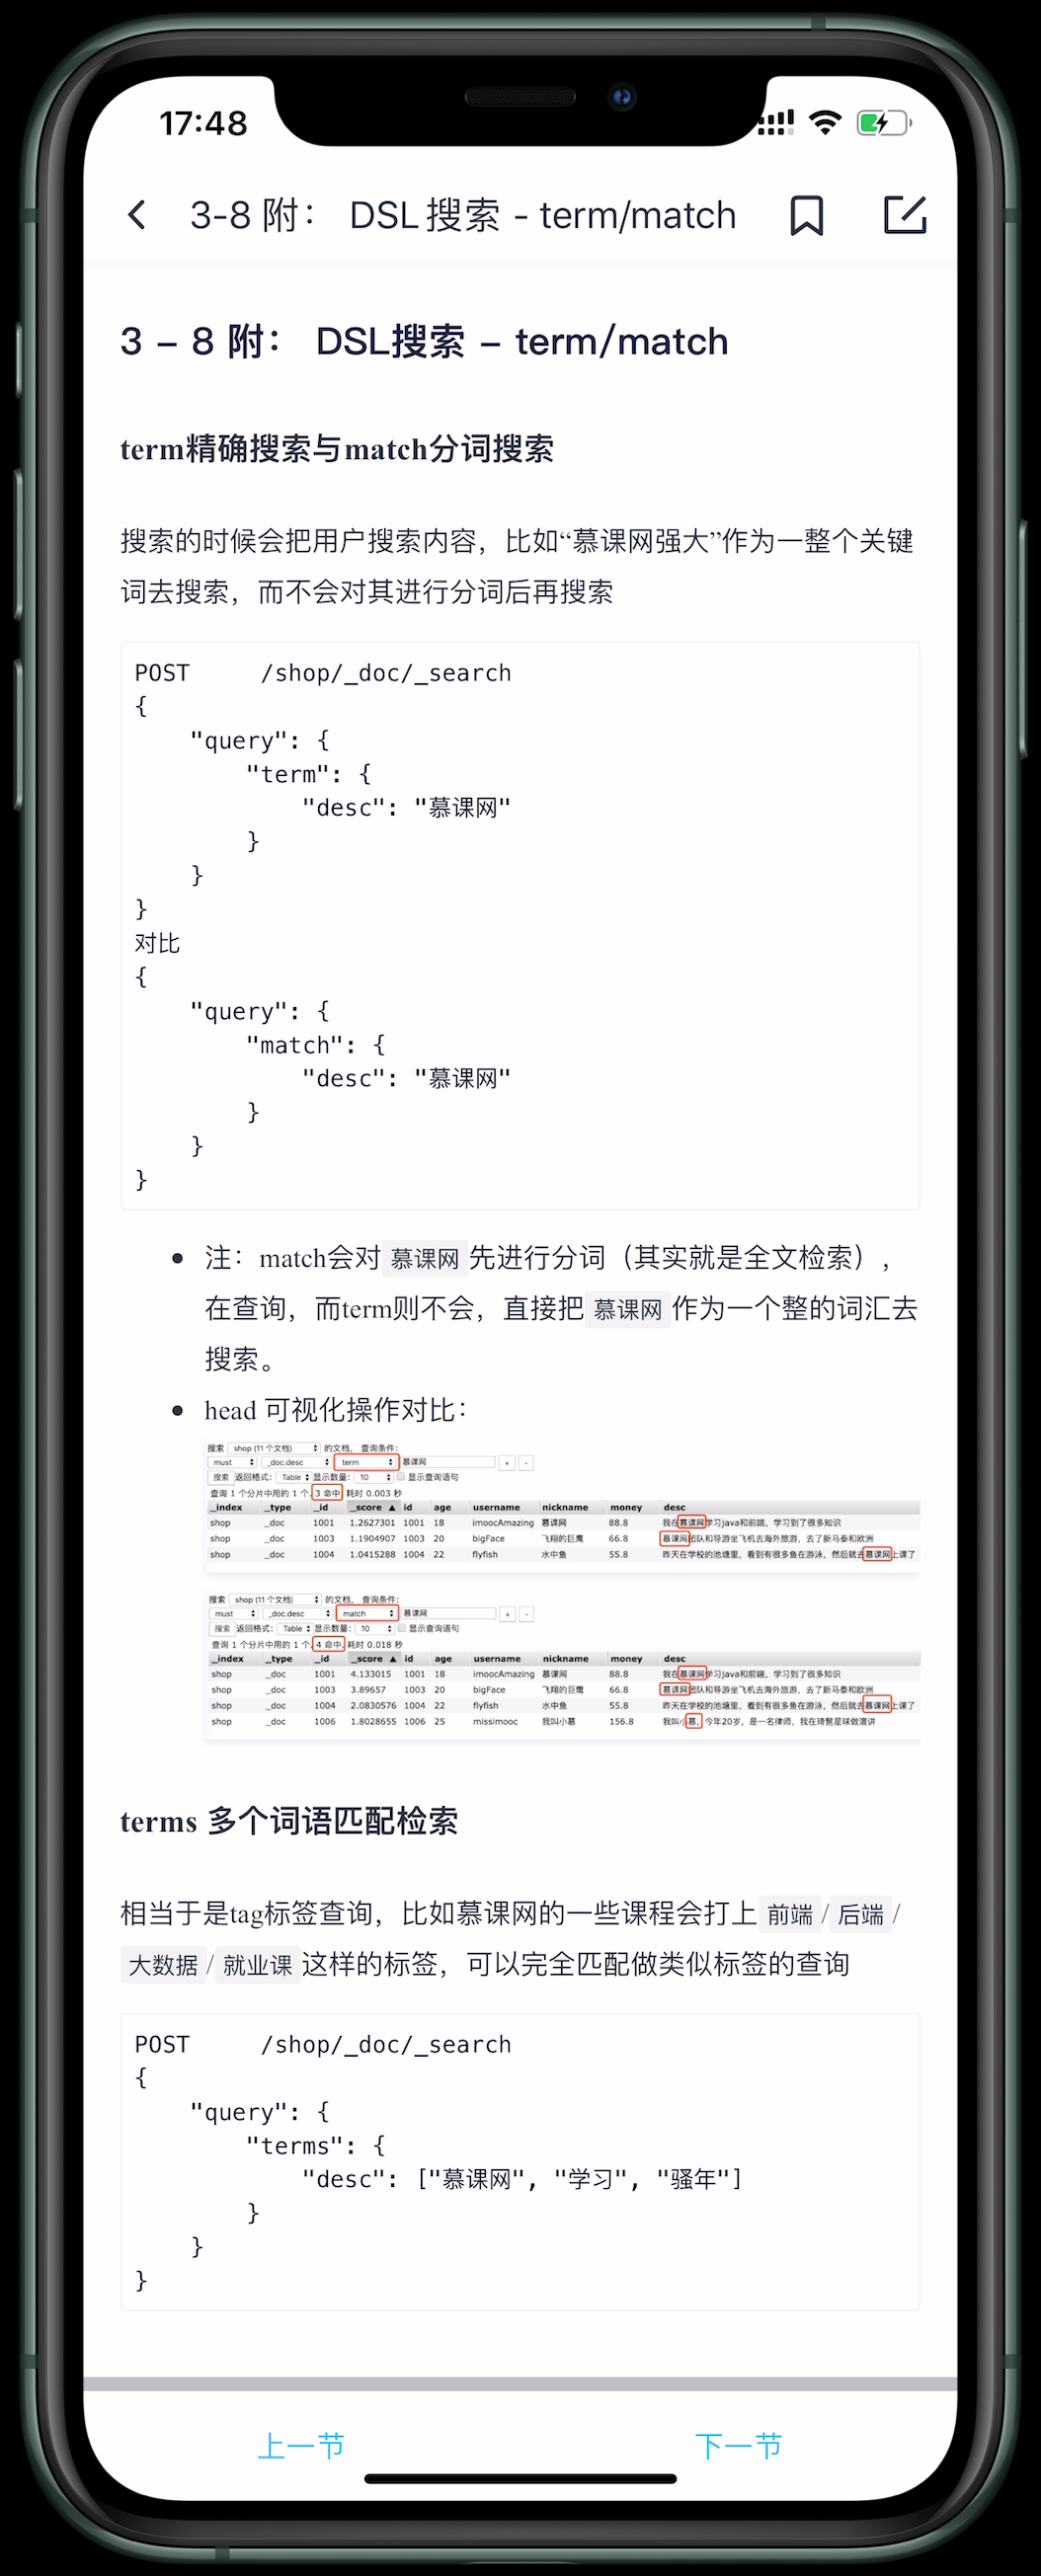 17:48
3-8 附： DSL 搜索 - term/match
3 – 8 附： DSL搜索 – term/match
term精确搜索与match分词搜索
搜索的时候会把用户搜索内容，比如“慕课网强大”作为一整个关键
词去搜索，而不会对其进行分词后再搜索
POST /shop/_doc/_search
{
"query": {
"term": {
"desc": "慕课网"
}
}
}
对比
{
"query": {
"match": {
"desc": "慕课网"
}
}
}
注：match会对 慕课网 先进行分词（其实就是全文检索），
在查询，而term则不会，直接把 慕课网 作为一个整的词汇去
搜索。
head 可视化操作对比：
搜索 shop (11 个文档) 的文档， 查询条件:
must _doc.desc term 慕课网 + -
搜索 返回格式: Table 显示数量: 10 显示查询语句
查询 1 个分片中用的 1 个. 3 命中. 耗时 0.003 秒
_index _type _id _score ▲ id age username nickname money desc
shop _doc 1001 1.2627301 1001 18 imoocAmazing 慕课网 88.8 我在慕课网学习java和前端，学习到了很多知识
shop _doc 1003 1.1904907 1003 20 bigFace 飞翔的巨鹰 66.8 慕课网团队和导游坐飞机去海外旅游，去了新马泰和欧洲
shop _doc 1004 1.0415288 1004 22 flyfish 水中鱼 55.8 昨天在学校的池塘里，看到有很多鱼在游泳，然后就去慕课网上课了
搜索 shop (11 个文档) 的文档， 查询条件:
must _doc.desc match 慕课网 + -
搜索 返回格式: Table 显示数量: 10 显示查询语句
查询 1 个分片中用的 1 个. 4 命中. 耗时 0.018 秒
_index _type _id _score ▲ id age username nickname money desc
shop _doc 1001 4.133015 1001 18 imoocAmazing 慕课网 88.8 我在慕课网学习java和前端，学习到了很多知识
shop _doc 1003 3.89657 1003 20 bigFace 飞翔的巨鹰 66.8 慕课网团队和导游坐飞机去海外旅游，去了新马泰和欧洲
shop _doc 1004 2.0830576 1004 22 flyfish 水中鱼 55.8 昨天在学校的池塘里，看到有很多鱼在游泳，然后就去慕课网上课了
shop _doc 1006 1.8028655 1006 25 missimooc 我叫小慕 156.8 我叫小慕，今年20岁，是一名律师，我在琦䯲星球做演讲
terms 多个词语匹配检索
相当于是tag标签查询，比如慕课网的一些课程会打上 前端 / 后端 /
大数据 / 就业课 这样的标签，可以完全匹配做类似标签的查询
POST /shop/_doc/_search
{
"query": {
"terms": {
"desc": ["慕课网", "学习", "骚年"]
}
}
}
上一节 下一节